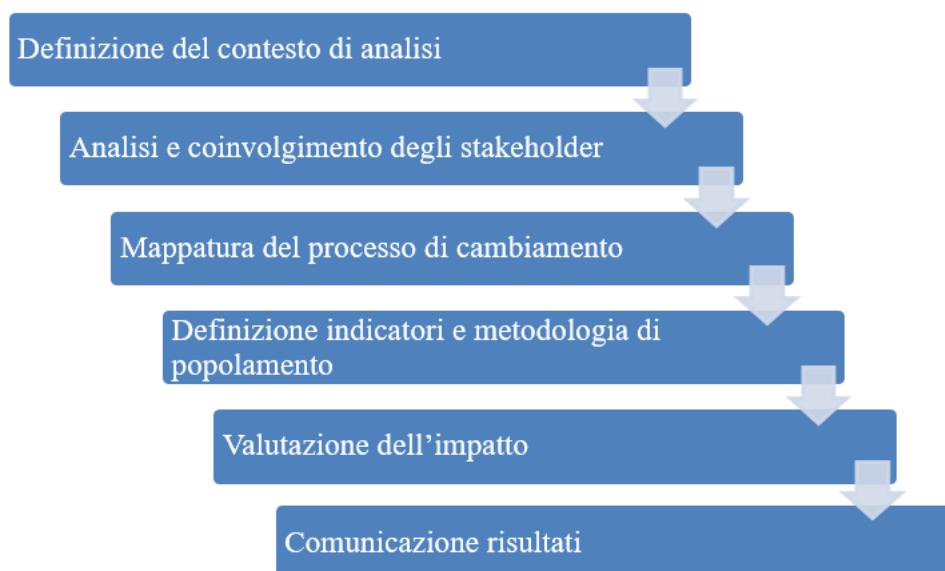 Definizione del contesto di analisi
Analisi e coinvolgimento degli stakeholder
Mappatura del processo di cambiamento
Definizione indicatori e metodologia di
popolamento
Valutazione dell’impatto
Comunicazione risultati